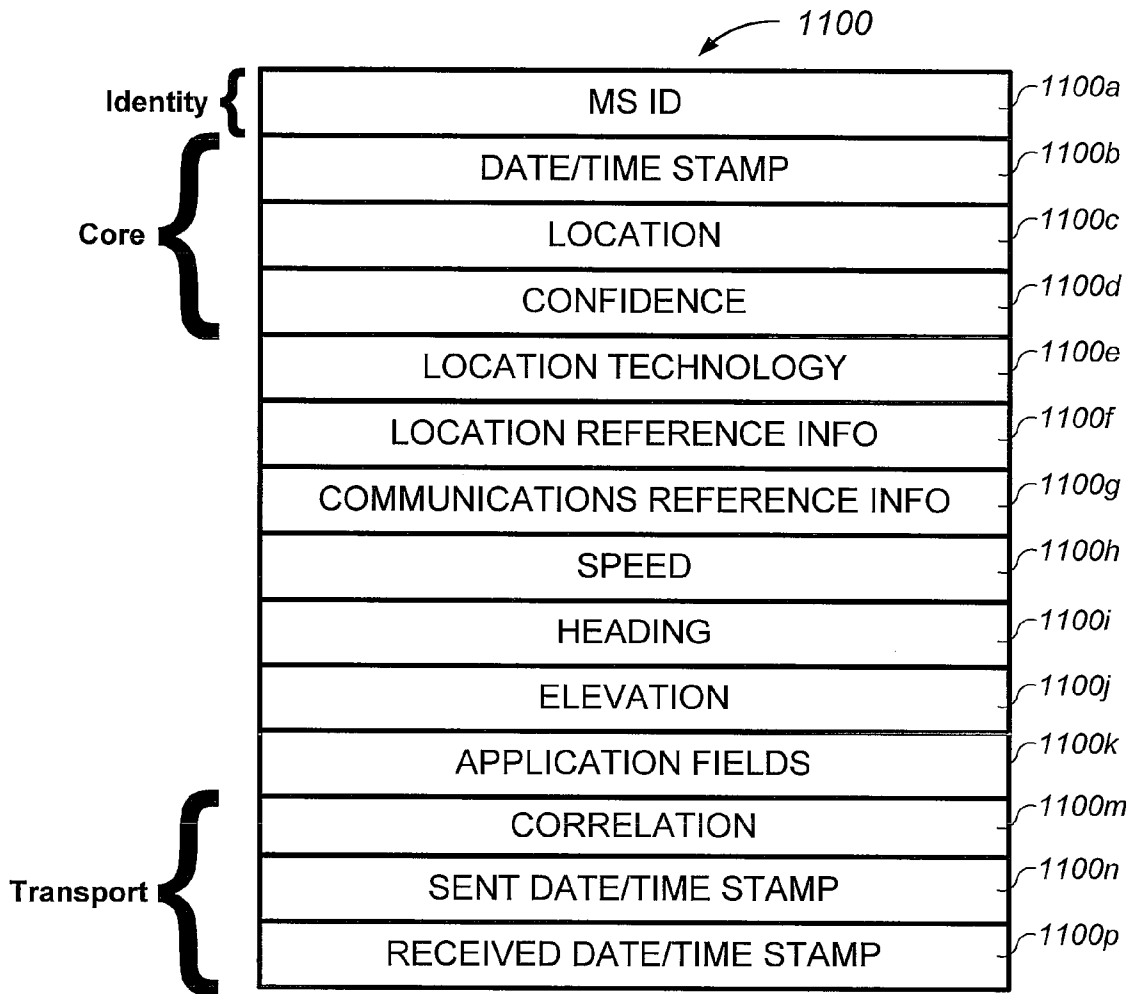 1100
Identity { MS ID 1100a
DATE/TIME STAMP 1100b
Core { LOCATION 1100c
CONFIDENCE 1100d
LOCATION TECHNOLOGY 1100e
LOCATION REFERENCE INFO 1100f
COMMUNICATIONS REFERENCE INFO 1100g
SPEED 1100h
HEADING 1100i
ELEVATION 1100j
APPLICATION FIELDS 1100k
CORRELATION 1100m
Transport { SENT DATE/TIME STAMP 1100n
RECEIVED DATE/TIME STAMP 1100p